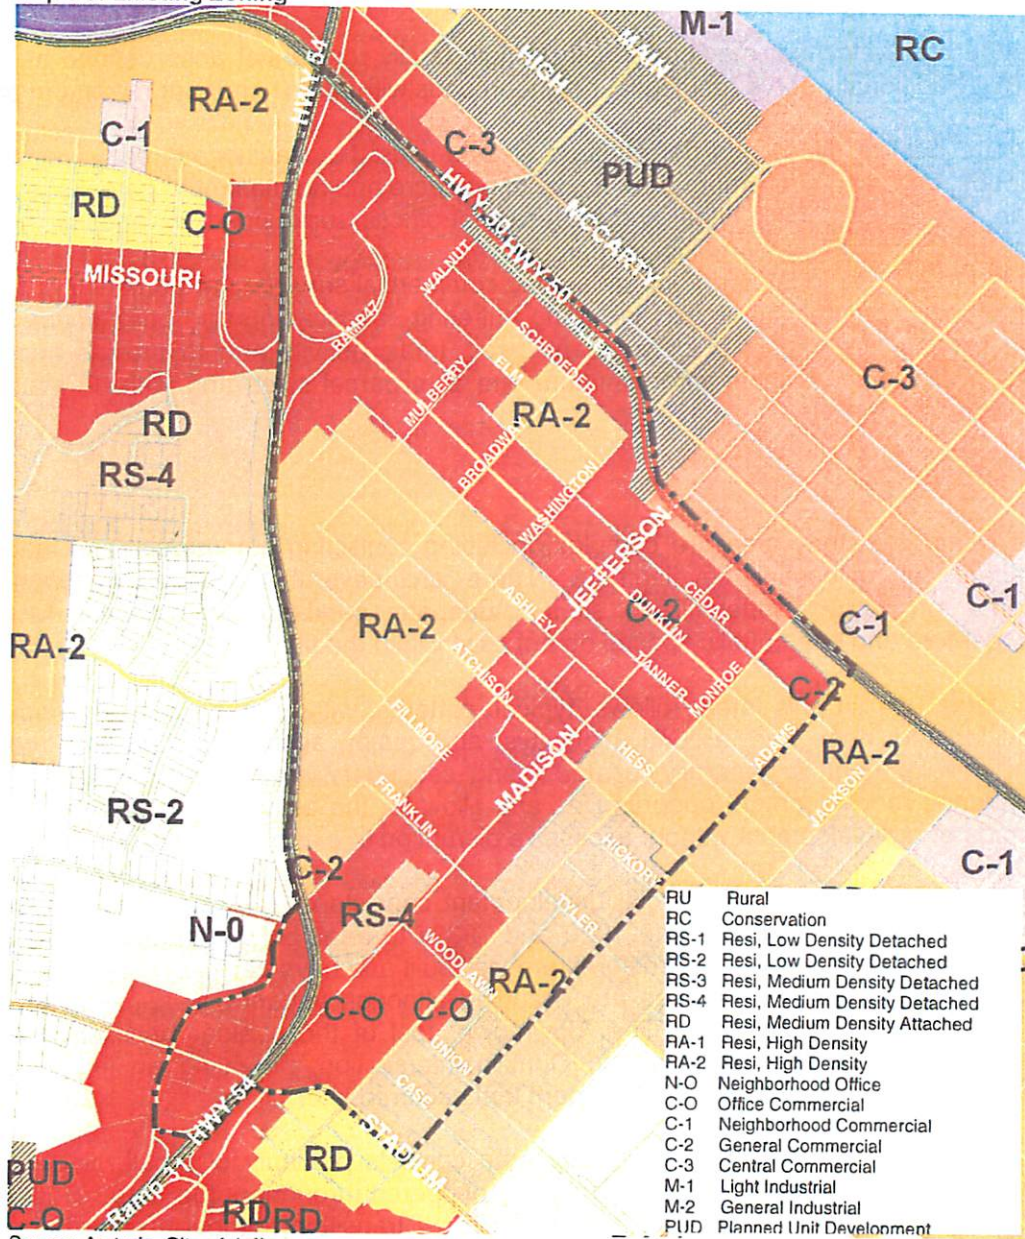 M-1
RC
HWY 54
MAIN
HIGH
RA-2
C-1
C-3
PUD
RD
C-O
HWY 50
HWY 50
MCCARTY
MISSOURI
WALNUT
RAMP47
SCHROEDER
ELM
C-3
MULBERRY
RA-2
RD
BROADWAY
RS-4
WASHINGTON
JEFFERSON
CEDAR
C-2
DUNKLIN
C-1
C-1
ASHLEY
RA-2
RA-2
TANNER
ATCHISON
MONROE
C-2
FILLMORE
HESS
ADAMS
RA-2
MADISON
JACKSON
RS-2
FRANKLIN
HICKORY
C-1
C-2
RS-4
TYLER
N-0
WOODLAWN
RA-2
C-O
C-O
UNION
CASE
HWY 54
STADIUM
RD
PUD
Ramp
C-O
RD
RD
RU Rural
RC Conservation
RS-1 Resi, Low Density Detached
RS-2 Resi, Low Density Detached
RS-3 Resi, Medium Density Detached
RS-4 Resi, Medium Density Detached
RD Resi, Medium Density Attached
RA-1 Resi, High Density
RA-2 Resi, High Density
N-O Neighborhood Office
C-O Office Commercial
C-1 Neighborhood Commercial
C-2 General Commercial
C-3 Central Commercial
M-1 Light Industrial
M-2 General Industrial
PUD Planned Unit Development